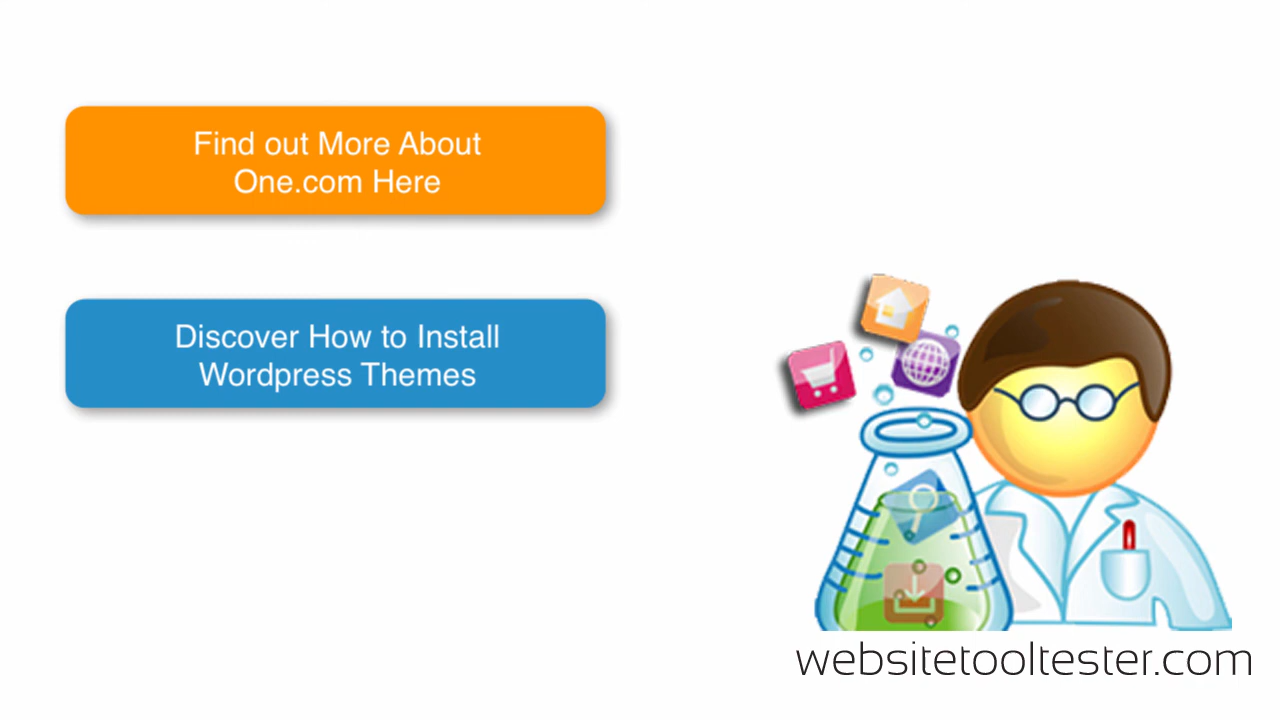 Find out More About
One.com Here
Discover How to Install
Wordpress Themes
websitetooltester.com